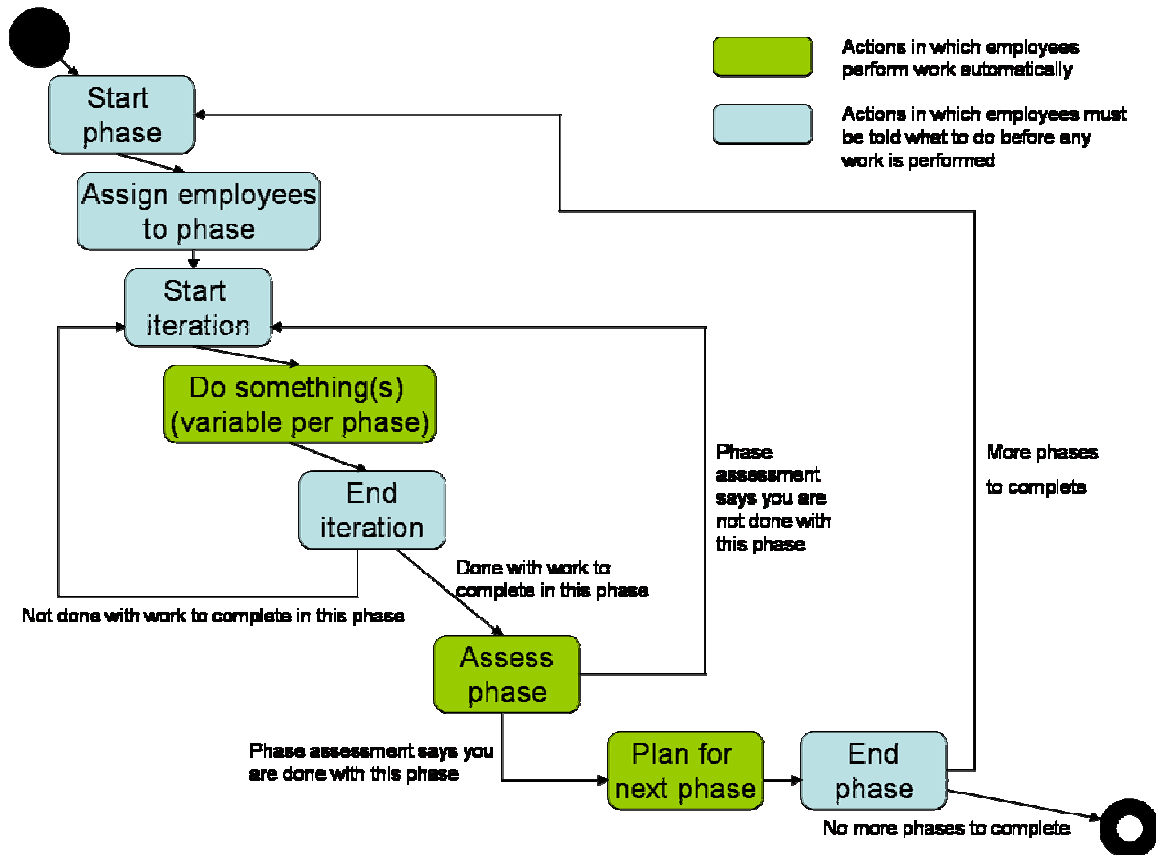 Actions in which employees
perform work automatically
Actions in which employees must
be told what to do before any
work is performed
Start
phase
Assign employees
to phase
Start
iteration
Do something(s)
(variable per phase)
End
iteration
Phase
assessment
says you are
not done with
this phase
More phases
to complete
Done with work to
complete in this phase
Not done with work to complete in this phase
Assess
phase
Phase assessment says you
are done with this phase
Plan for
next phase
End
phase
No more phases to complete